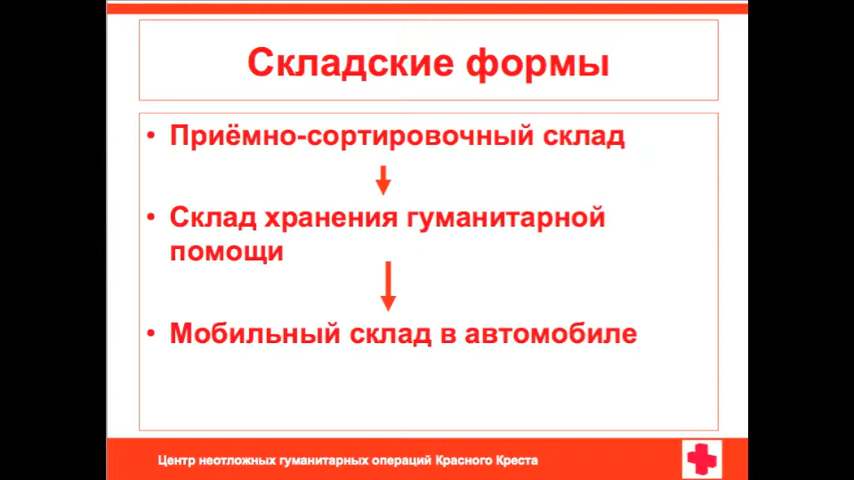 Складские формы
• Приёмно-сортировочный склад
• Склад хранения гуманитарной
помощи
• Мобильный склад в автомобиле
Центр неотложных гуманитарных операций Красного Креста